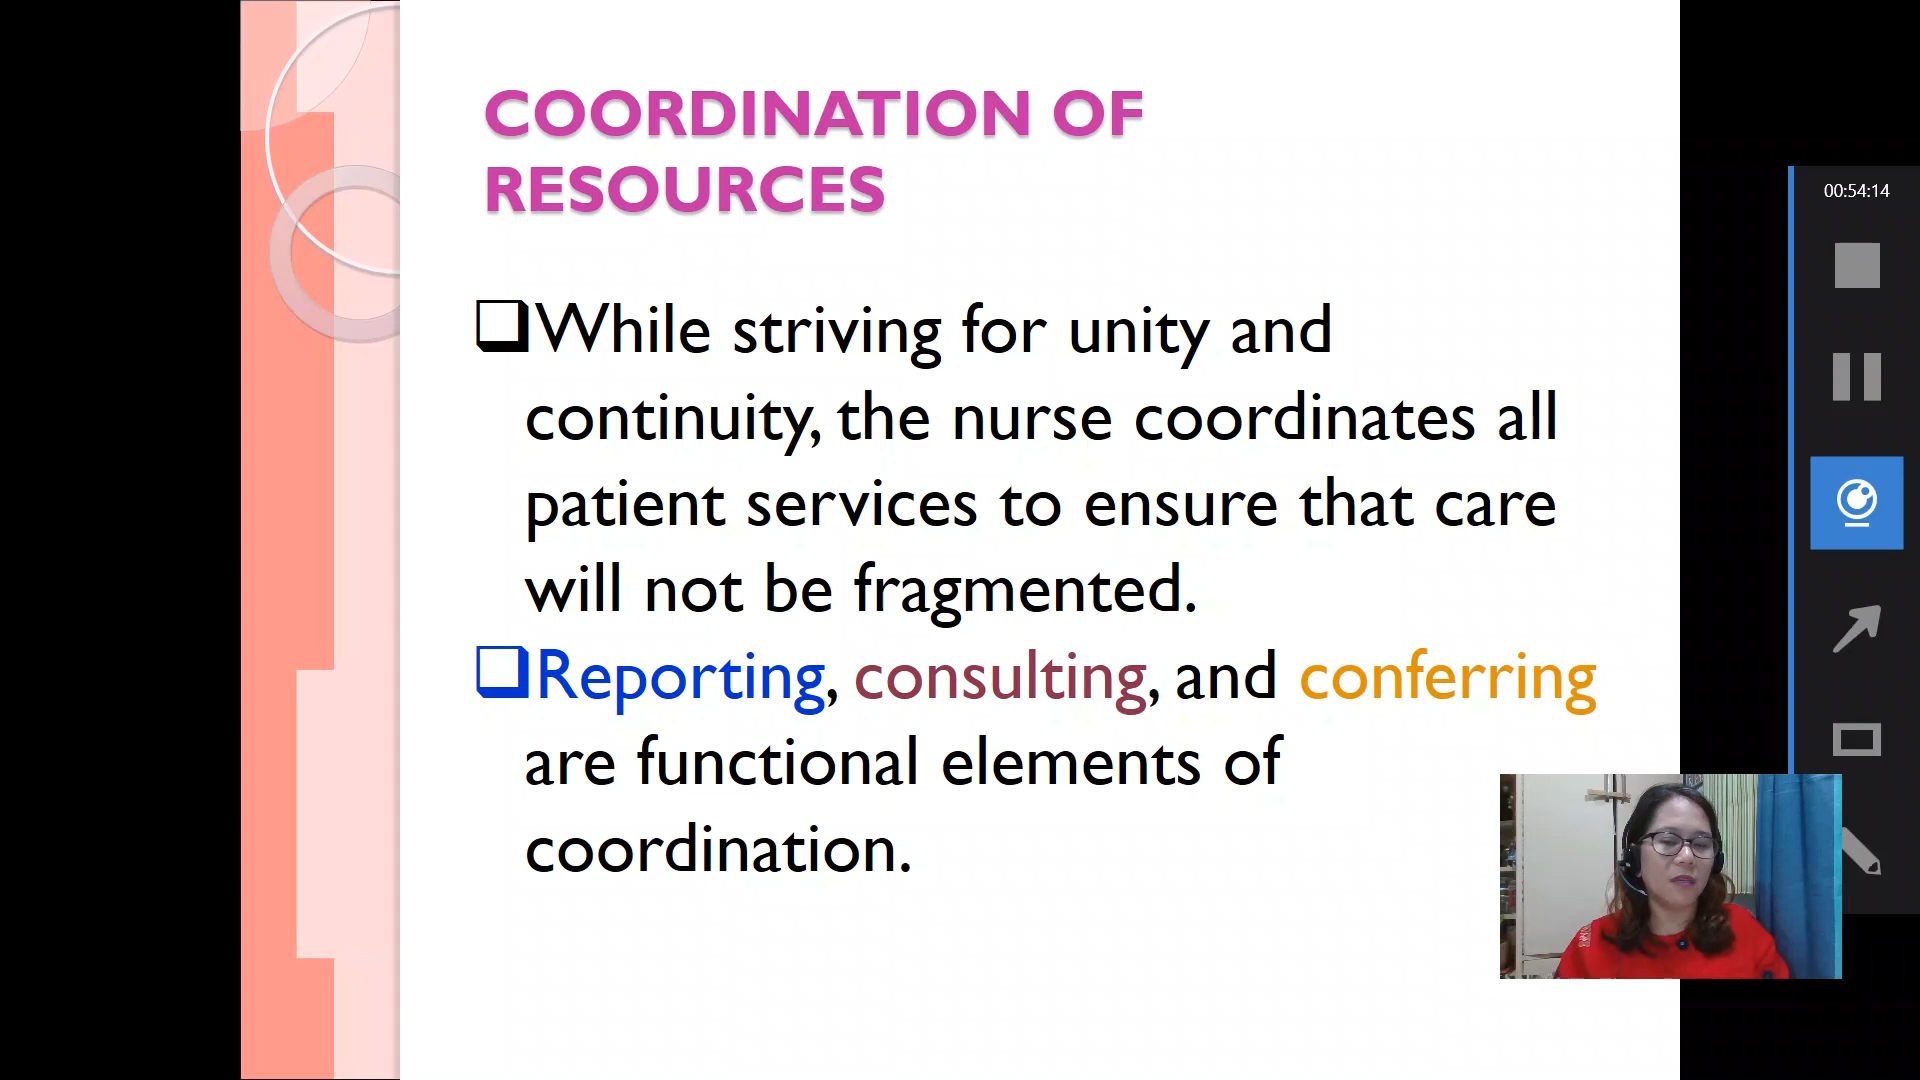 COORDINATION OF
RESOURCES
While striving for unity and
continuity, the nurse coordinates all
patient services to ensure that care
will not be fragmented.
Reporting, consulting, and conferring
are functional elements of
coordination.
00:54:14